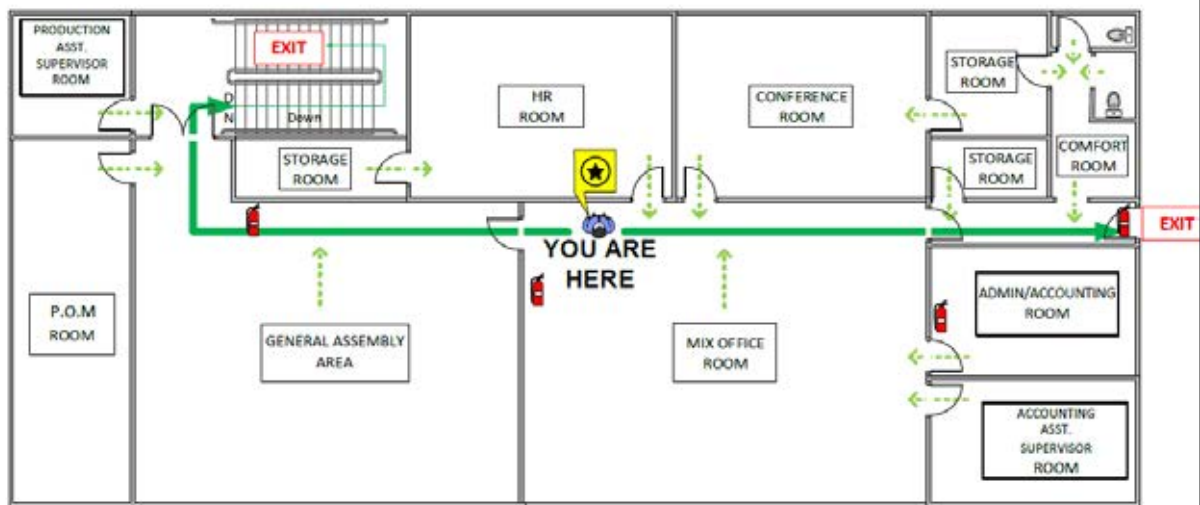 PRODUCTION
ASST.
SUPERVISOR
ROOM
EXIT
D
N
Down
STORAGE
ROOM
HR
ROOM
CONFERENCE
ROOM
STORAGE
ROOM
STORAGE
ROOM
COMFORT
ROOM
EXIT
YOU ARE
HERE
P.O.M
ROOM
GENERAL ASSEMBLY
AREA
MIX OFFICE
ROOM
ADMIN/ACCOUNTING
ROOM
ACCOUNTING
ASST.
SUPERVISOR
ROOM